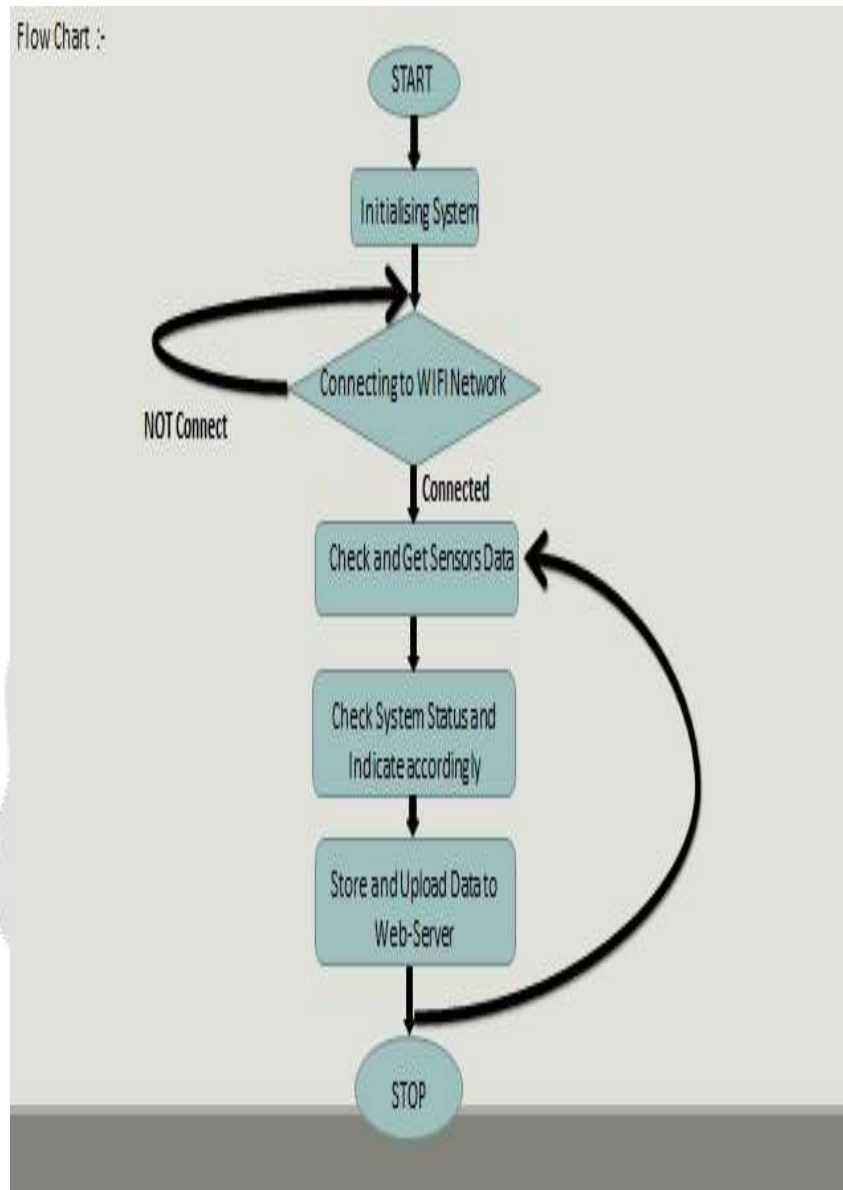 Flow Chart :-
START
Initialising System
Connecting to WIFI Network
NOT Connect
Connected
Check and Get Sensors Data
Check System Status and
Indicate accordingly
Store and Upload Data to
Web-Server
STOP